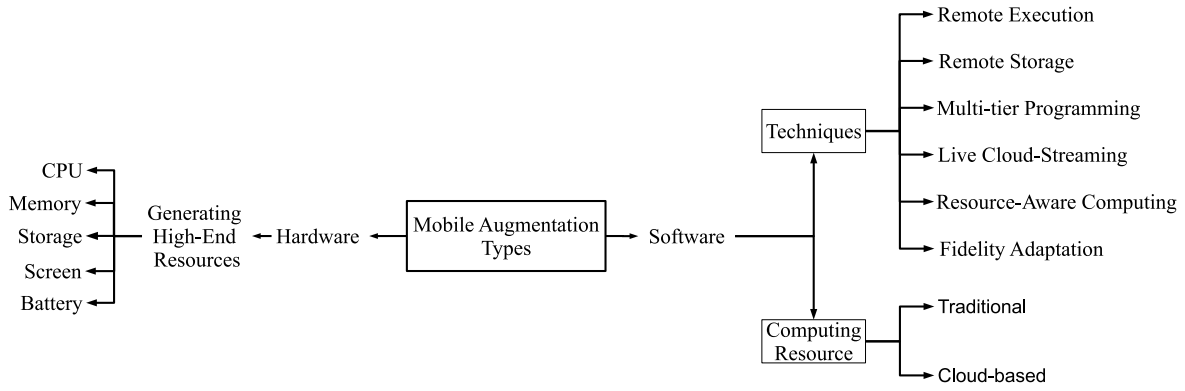 Remote Execution
Remote Storage
Techniques
Multi-tier Programming
Live Cloud-Streaming
Resource-Aware Computing
Fidelity Adaptation
CPU
Memory
Storage
Screen
Battery
Generating
High-End
Resources
Hardware
Mobile Augmentation
Types
Software
Computing
Resource
Traditional
Cloud-based